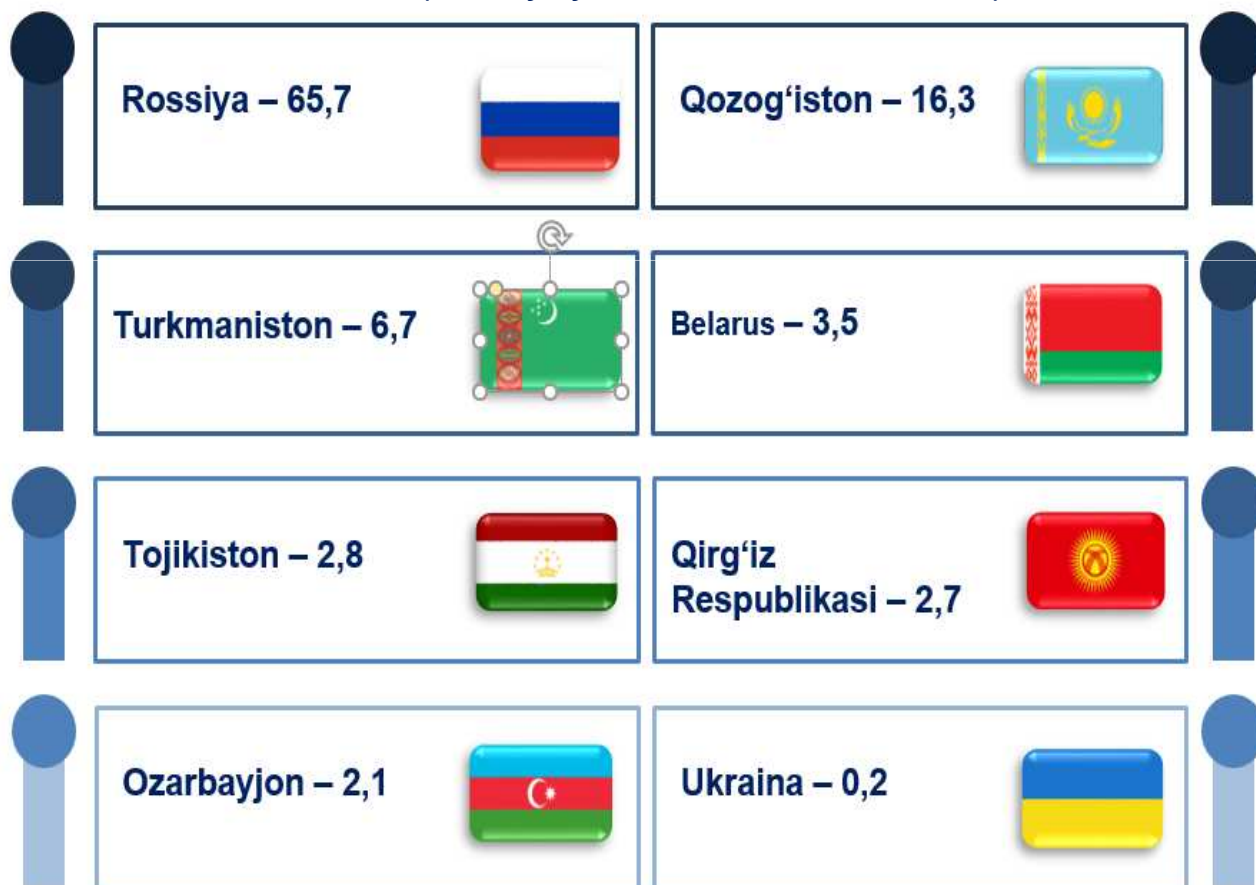 Rossiya – 65,7
Qozog‘iston – 16,3
Turkmaniston – 6,7
Belarus – 3,5
Tojikiston – 2,8
Qirg‘iz
Respublikasi – 2,7
Ozarbayjon – 2,1
Ukraina – 0,2